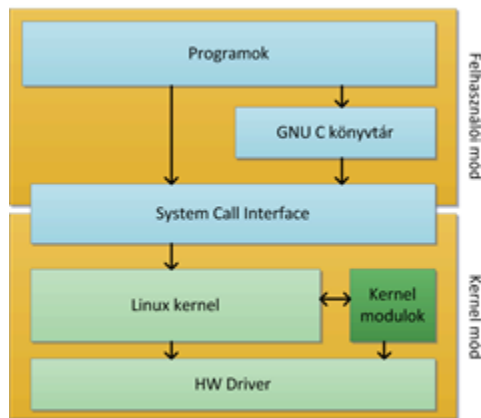 Programok
GNU C könyvtár
Felhasználói mód
System Call Interface
Linux kernel
Kernel
modulok
Kernel mód
HW Driver